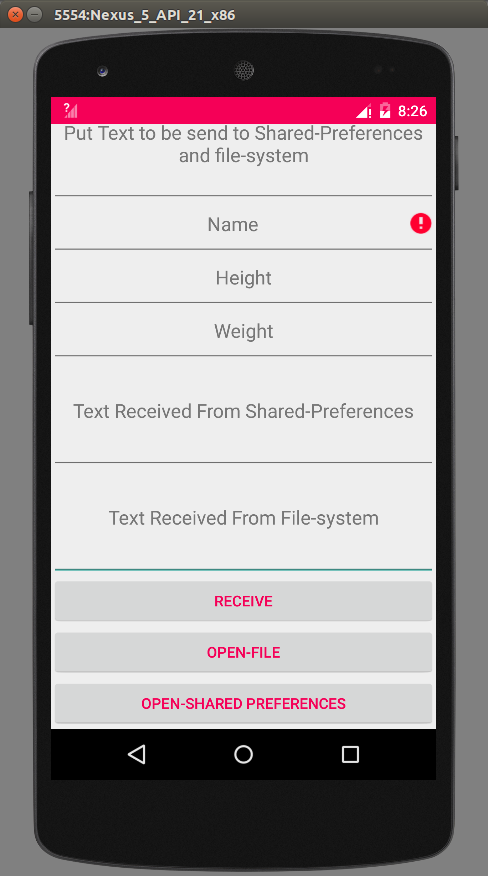 5554:Nexus_5_API_21_x86
8:26
Put Text to be send to Shared-Preferences
and file-system
Name
Height
Weight
Text Received From Shared-Preferences
Text Received From File-system
RECEIVE
OPEN-FILE
OPEN-SHARED PREFERENCES